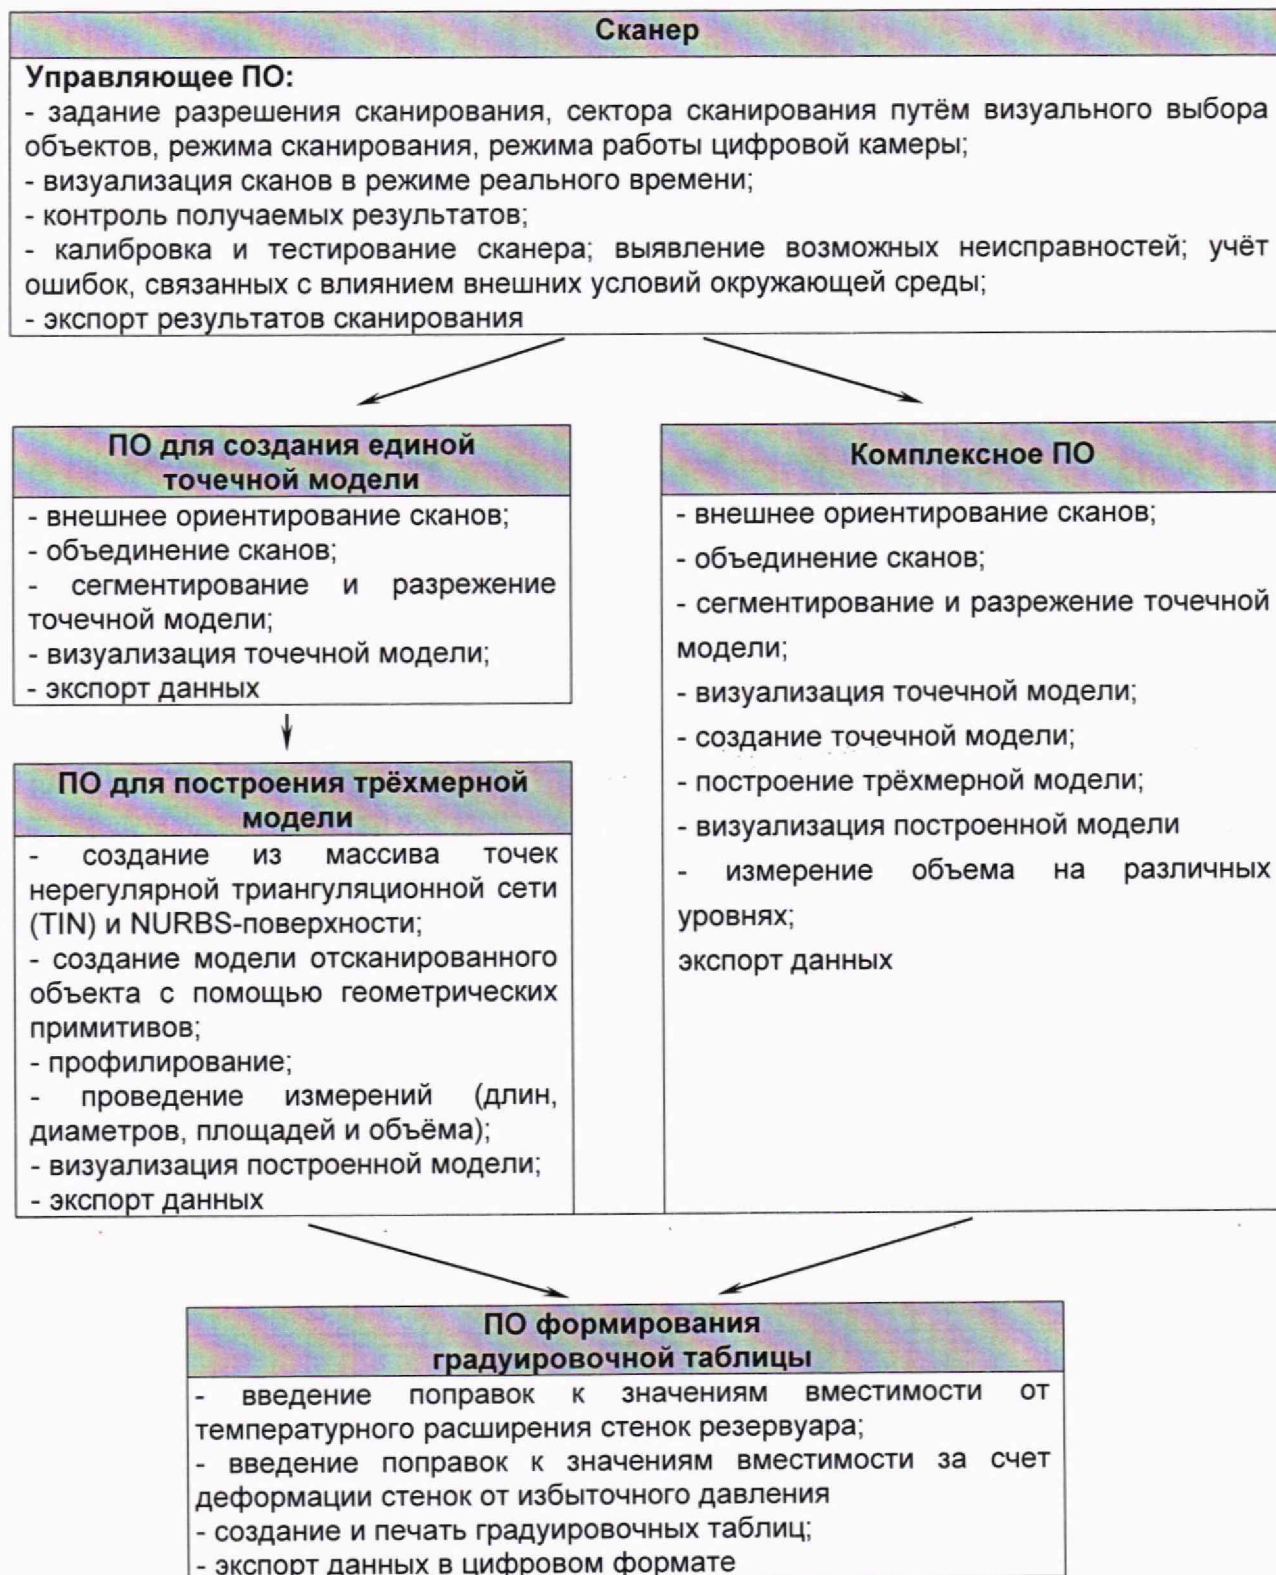 Сканер
Управляющее ПО:
- задание разрешения сканирования, сектора сканирования путём визуального выбора
объектов, режима сканирования, режима работы цифровой камеры;
- визуализация сканов в режиме реального времени;
- контроль получаемых результатов;
- калибровка и тестирование сканера; выявление возможных неисправностей; учёт
ошибок, связанных с влиянием внешних условий окружающей среды;
- экспорт результатов сканирования
ПО для создания единой
точечной модели
- внешнее ориентирование сканов;
- объединение сканов;
- сегментирование и разрежение
точечной модели;
- визуализация точечной модели;
- экспорт данных
ПО для построения трёхмерной
модели
- создание из массива точек
нерегулярной триангуляционной сети
(TIN) и NURBS-поверхности;
- создание модели отсканированного
объекта с помощью геометрических
примитивов;
- профилирование;
- проведение измерений (длин,
диаметров, площадей и объёма);
- визуализация построенной модели;
- экспорт данных
Комплексное ПО
- внешнее ориентирование сканов;
- объединение сканов;
- сегментирование и разрежение точечной
модели;
- визуализация точечной модели;
- создание точечной модели;
- построение трёхмерной модели;
- визуализация построенной модели
- измерение объема на различных
уровнях;
экспорт данных
ПО формирования
градуировочной таблицы
- введение поправок к значениям вместимости от
температурного расширения стенок резервуара;
- введение поправок к значениям вместимости за счет
деформации стенок от избыточного давления
- создание и печать градуировочных таблиц;
- экспорт данных в цифровом формате